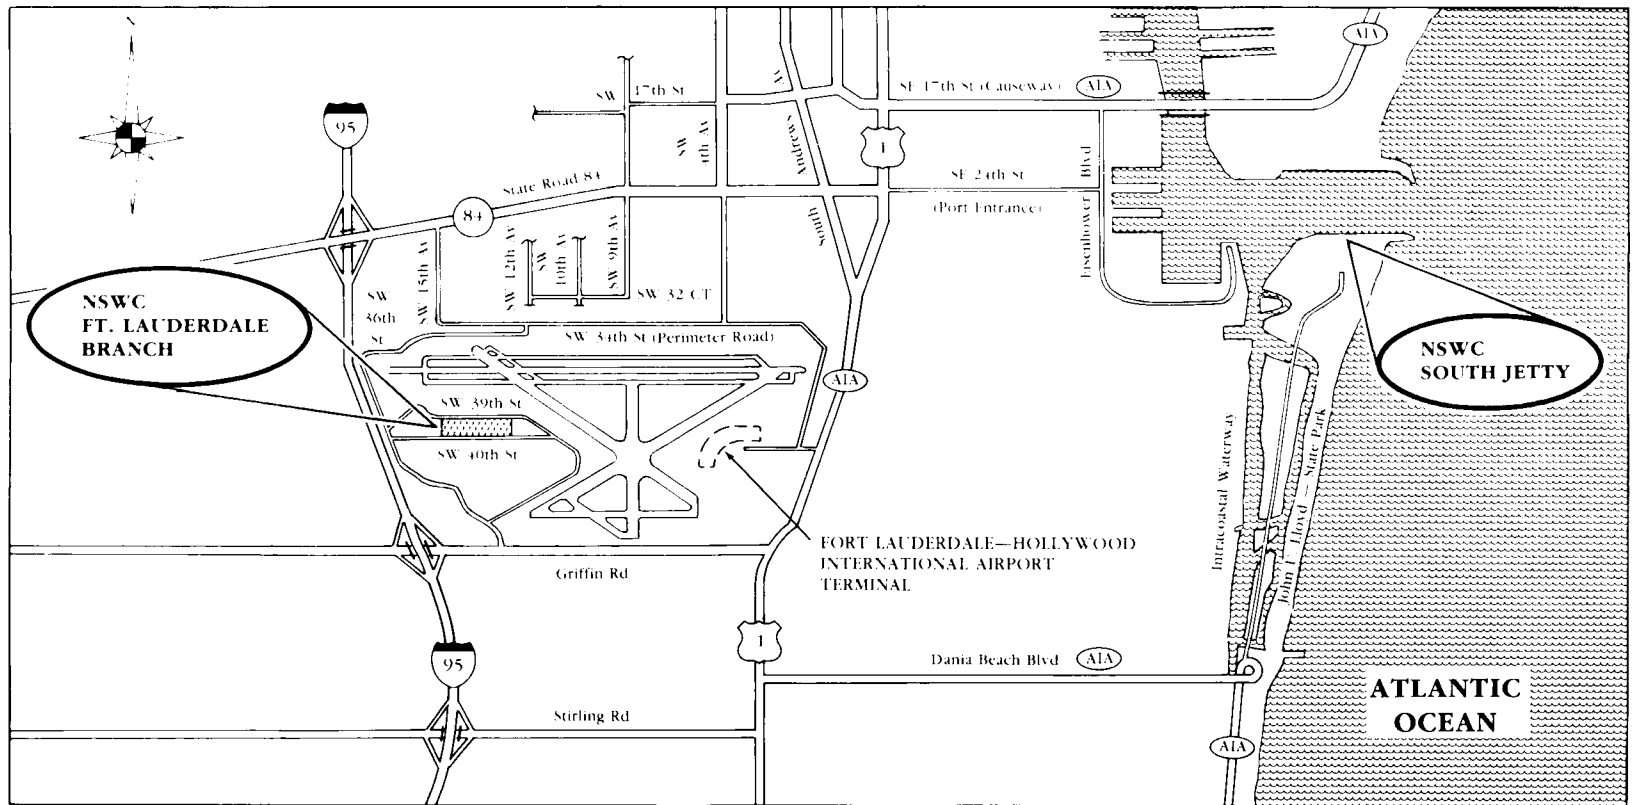 N
A1A
95
SW 17th St
SE 17th St (Causeway) A1A
SW 4th Av
Andrews
1
Eisenhower Blvd
State Road 84
84
SE 24th St
(Port Entrance)
South
SW 15th AV
SW 12th AV
SW 10th AV
SW 9th AV
SW 36th St
SW 32 CT
NSWC
FT. LAUDERDALE
BRANCH
SW 34th St (Perimeter Road)
NSWC
SOUTH JETTY
A1A
SW 39th St
SW 40th St
Intracoastal Waterway
State Park
FORT LAUDERDALE—HOLLYWOOD
INTERNATIONAL AIRPORT
TERMINAL
Griffin Rd
1
95
Dania Beach Blvd A1A
ATLANTIC
OCEAN
Stirling Rd
A1A